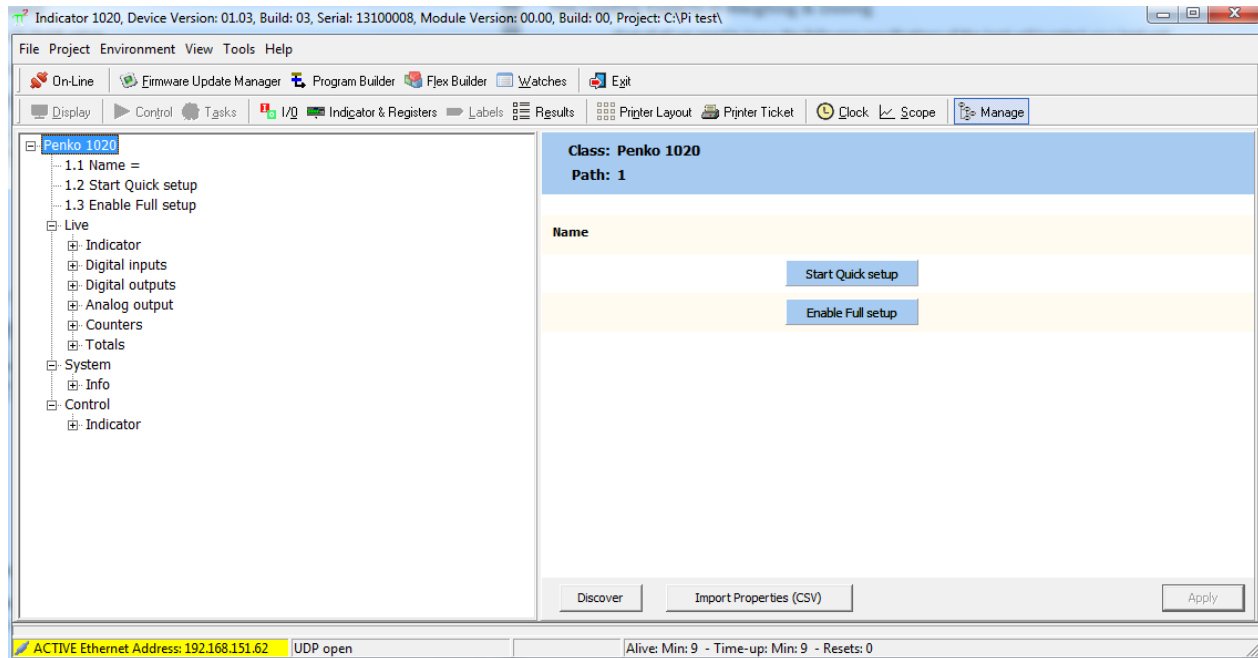 Indicator 1020, Device Version: 01.03, Build: 03, Serial: 13100008, Module Version: 00.00, Build: 00, Project: C:\Pi test\
File Project Environment View Tools Help
On-Line Firmware Update Manager Program Builder Flex Builder Watches Exit
Display Control Tasks I/O Indicator & Registers Labels Results Printer Layout Printer Ticket Clock Scope Manage
Penko 1020
1.1 Name =
1.2 Start Quick setup
1.3 Enable Full setup
Live
Indicator
Digital inputs
Digital outputs
Analog output
Counters
Totals
System
Info
Control
Indicator
Class: Penko 1020
Path: 1
Name
Start Quick setup
Enable Full setup
Discover Import Properties (CSV) Apply
ACTIVE Ethernet Address: 192.168.151.62 UDP open Alive: Min: 9 - Time-up: Min: 9 - Resets: 0